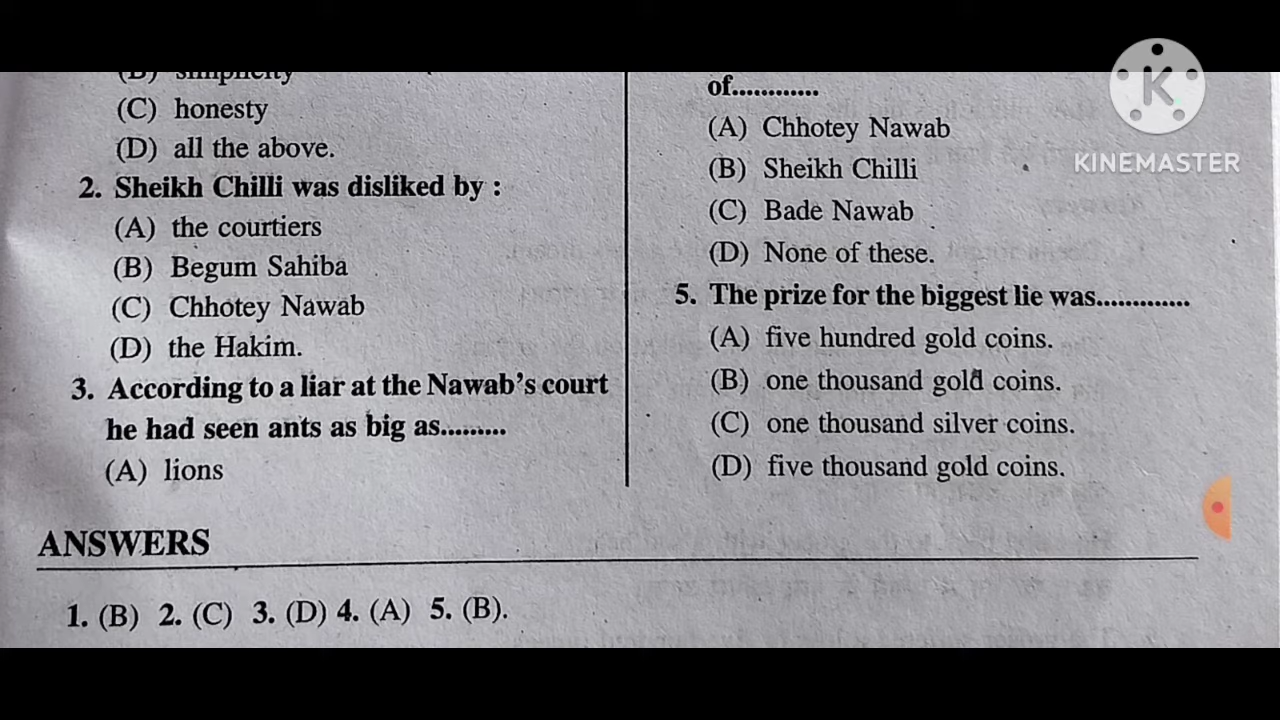 (B) simplicity
(C) honesty
(D) all the above.
2. Sheikh Chilli was disliked by :
(A) the courtiers
(B) Begum Sahiba
(C) Chhotey Nawab
(D) the Hakim.
3. According to a liar at the Nawab's court
he had seen ants as big as.........
(A) lions
of............
(A) Chhotey Nawab
(B) Sheikh Chilli
(C) Bade Nawab
(D) None of these.
5. The prize for the biggest lie was.............
(A) five hundred gold coins.
(B) one thousand gold coins.
(C) one thousand silver coins.
(D) five thousand gold coins.
ANSWERS
1. (B) 2. (C) 3. (D) 4. (A) 5. (B).
K
KINEMASTER